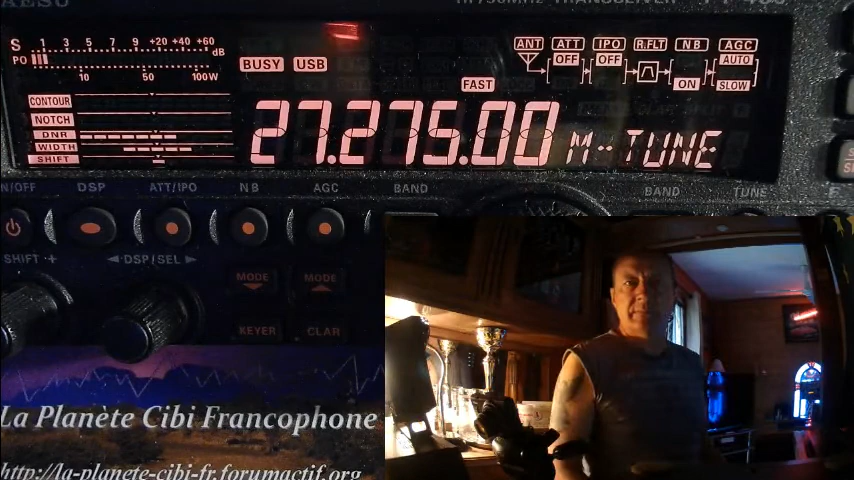 S 1 3 5 7 9 +20 +40 +60 dB
PO
10 50 100W
BUSY USB
ANT ATT IPO R.FLT NB AGC
OFF OFF AUTO
ON SLOW
FAST
CONTOUR
NOTCH
DNR
WIDTH
SHIFT
27.275.00 M-TUNE
N/OFF DSP ATT/IPO NB AGC BAND BAND TUNE
SHIFT + ◄DSP/SEL►
MODE MODE
KEYER CLAR
La Planète Cibi Francophone
http://la-planete-cibi-fr.forumactif.org